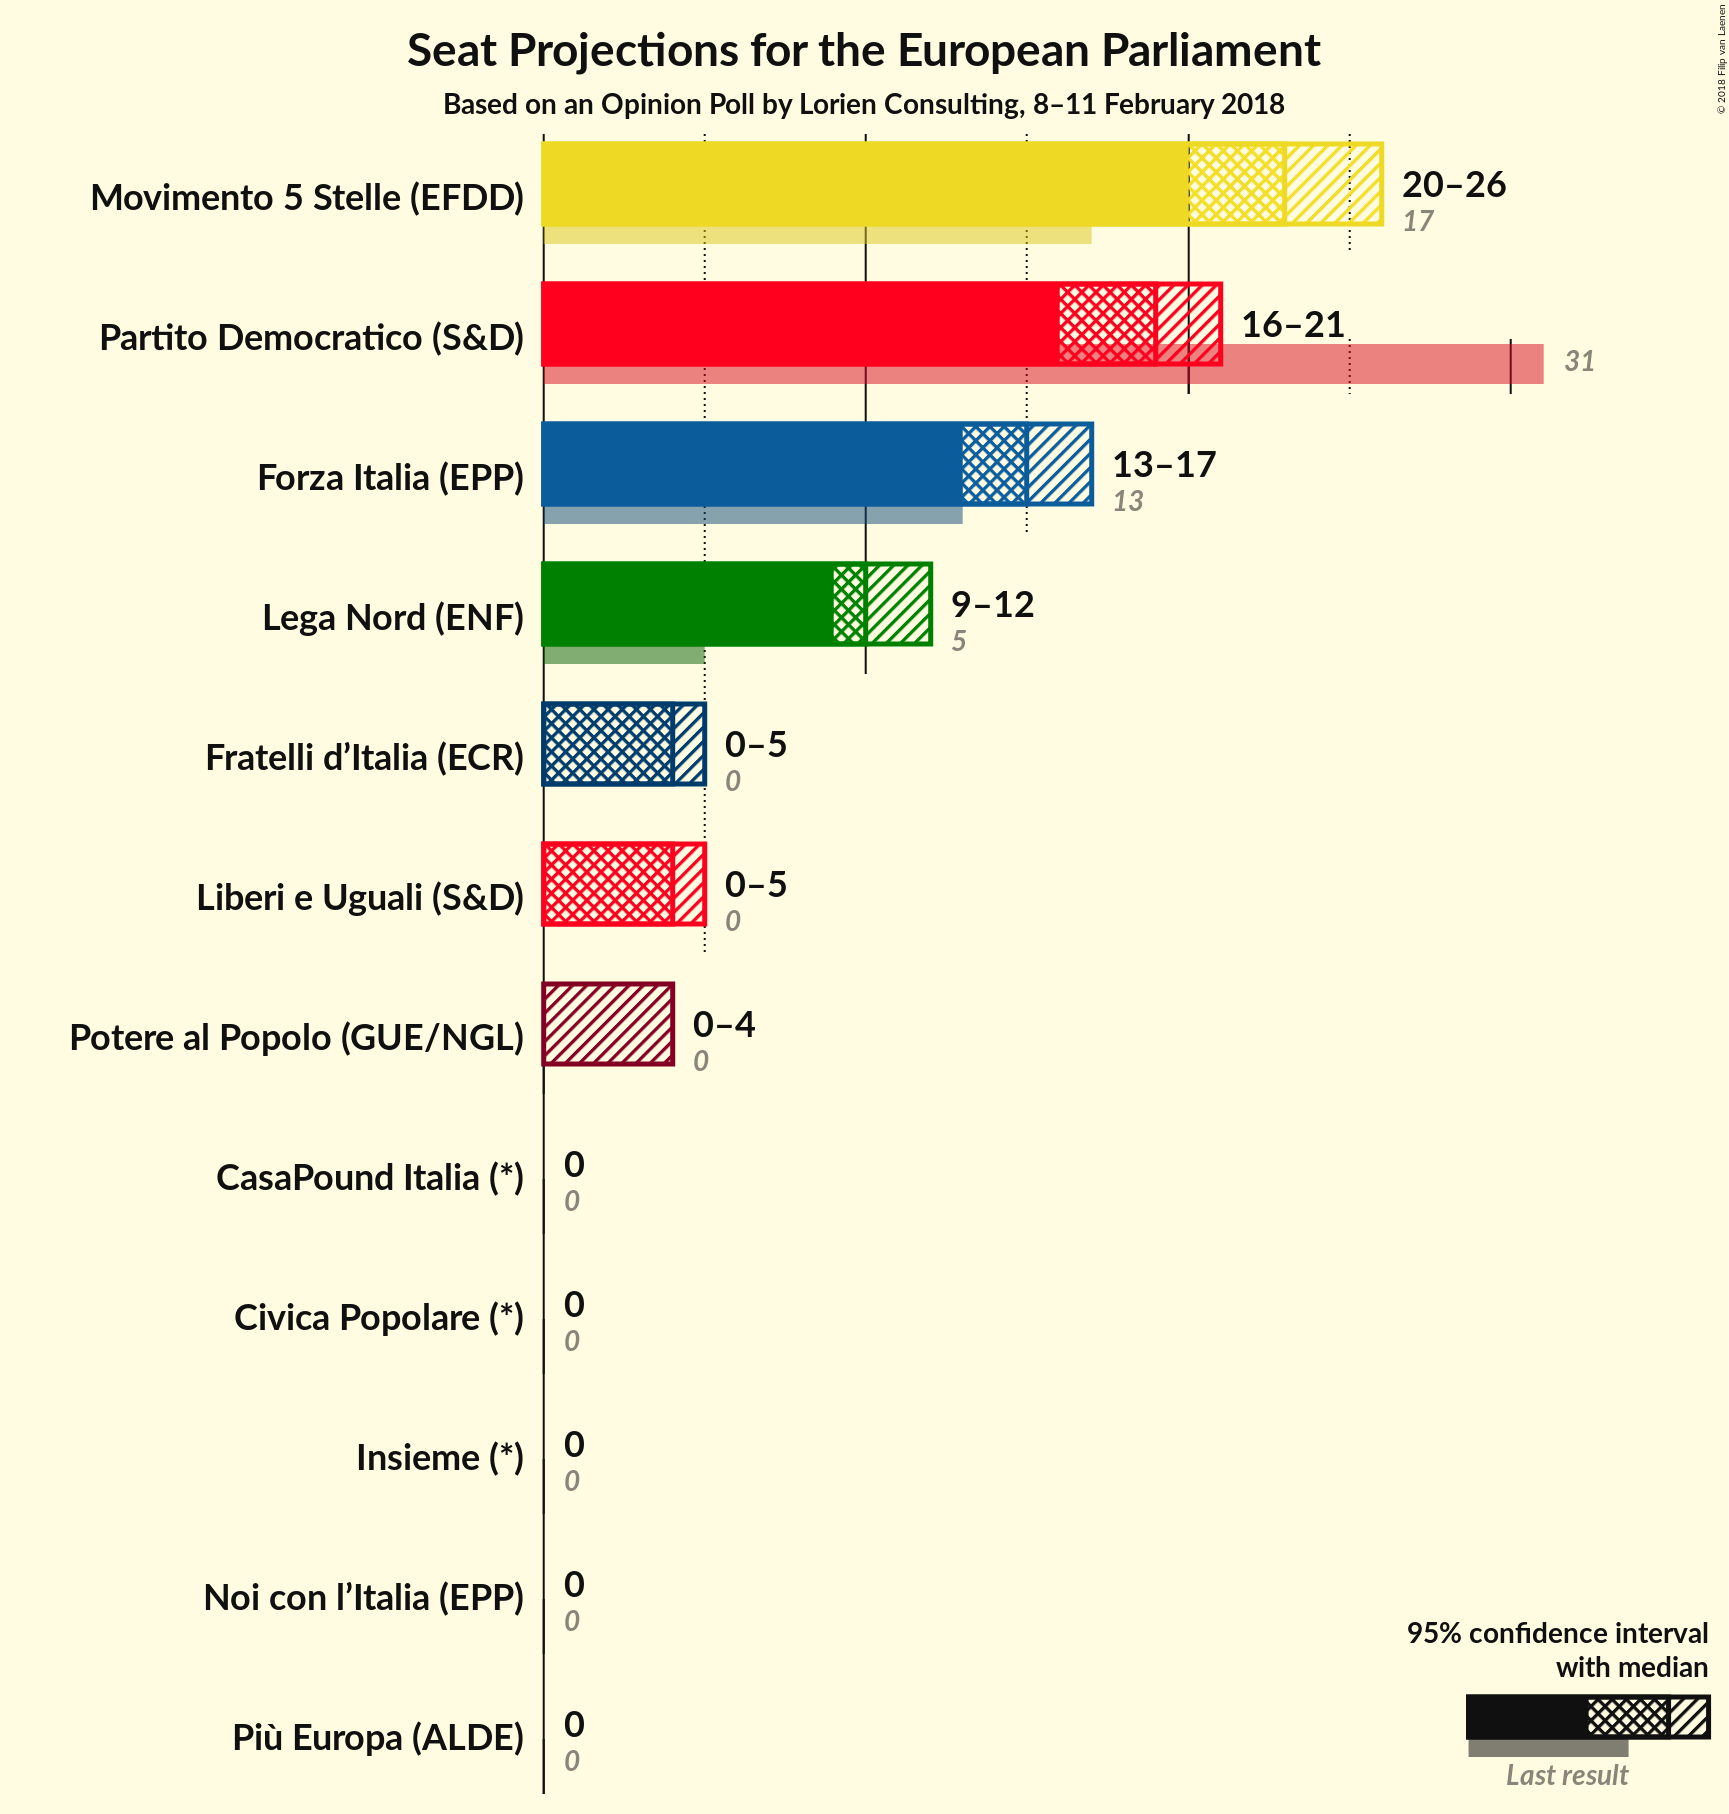 Seat Projections for the European Parliament
Based on an Opinion Poll by Lorien Consulting, 8–11 February 2018
© 2018 Filip van Laenen
Movimento 5 Stelle (EFDD)
20–26
17
Partito Democratico (S&D)
16–21
31
Forza Italia (EPP)
13–17
13
Lega Nord (ENF)
9–12
5
Fratelli d’Italia (ECR)
0–5
0
Liberi e Uguali (S&D)
0–5
0
Potere al Popolo (GUE/NGL)
0–4
0
CasaPound Italia (*)
0
0
Civica Popolare (*)
0
0
Insieme (*)
0
0
Noi con l’Italia (EPP)
0
0
Più Europa (ALDE)
0
0
95% confidence interval
with median
Last result